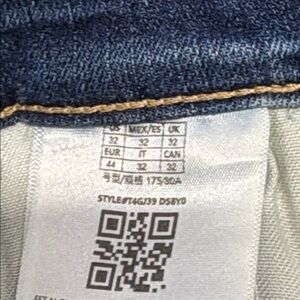 US MEX/ES UK
32 32 32
EUR IT CAN
44 32 32
号型/规格 175/80A
STYLE#T4GJ39 D5BY0